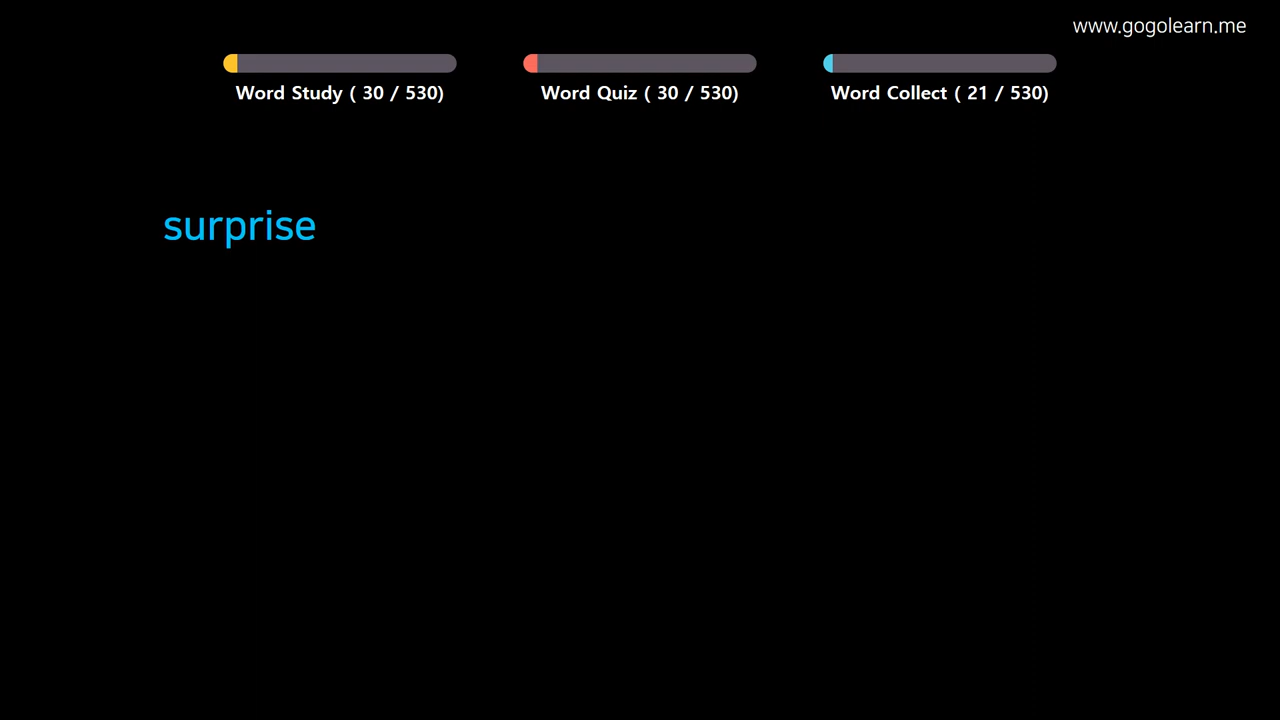 www.gogolearn.me
Word Study ( 30 / 530)
Word Quiz ( 30 / 530)
Word Collect ( 21 / 530)
surprise